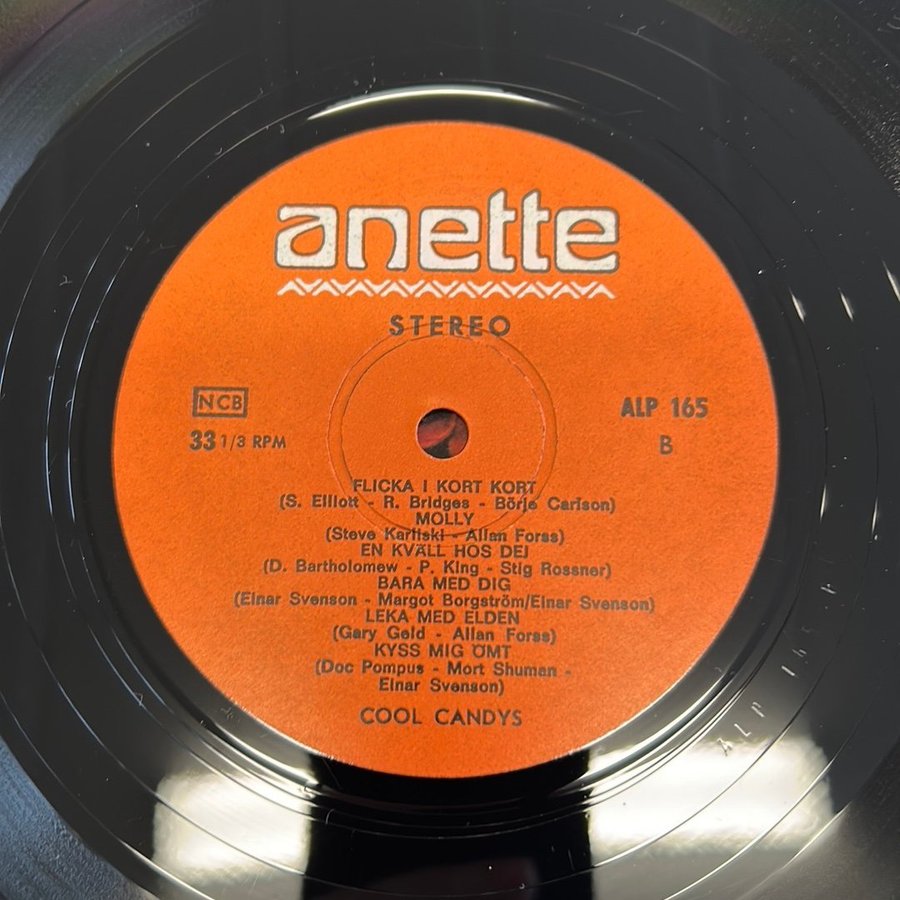 anette
STEREO
NCB
33 1/3 RPM
ALP 165
B
FLICKA I KORT KORT
(S. Elliott - R. Bridges - Börje Carlson)
MOLLY
(Steve Karliski - Allan Forss)
EN KVÄLL HOS DEJ
(D. Bartholomew - P. King - Stig Rossner)
BARA MED DIG
(Einar Svenson - Margot Borgström/Einar Svenson)
LEKA MED ELDEN
(Gary Geld - Allan Forss)
KYSS MIG ÖMT
(Doc Pompus - Mort Shuman -
Einar Svenson)
COOL CANDYS
ALP 165